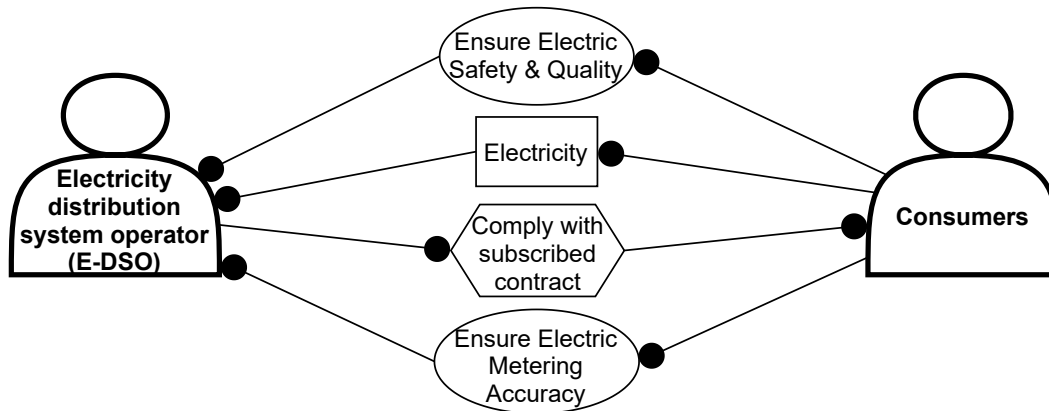 Ensure Electric
Safety & Quality
Electricity
distribution
system operator
(E-DSO)
Electricity
Consumers
Comply with
subscribed
contract
Ensure Electric
Metering
Accuracy